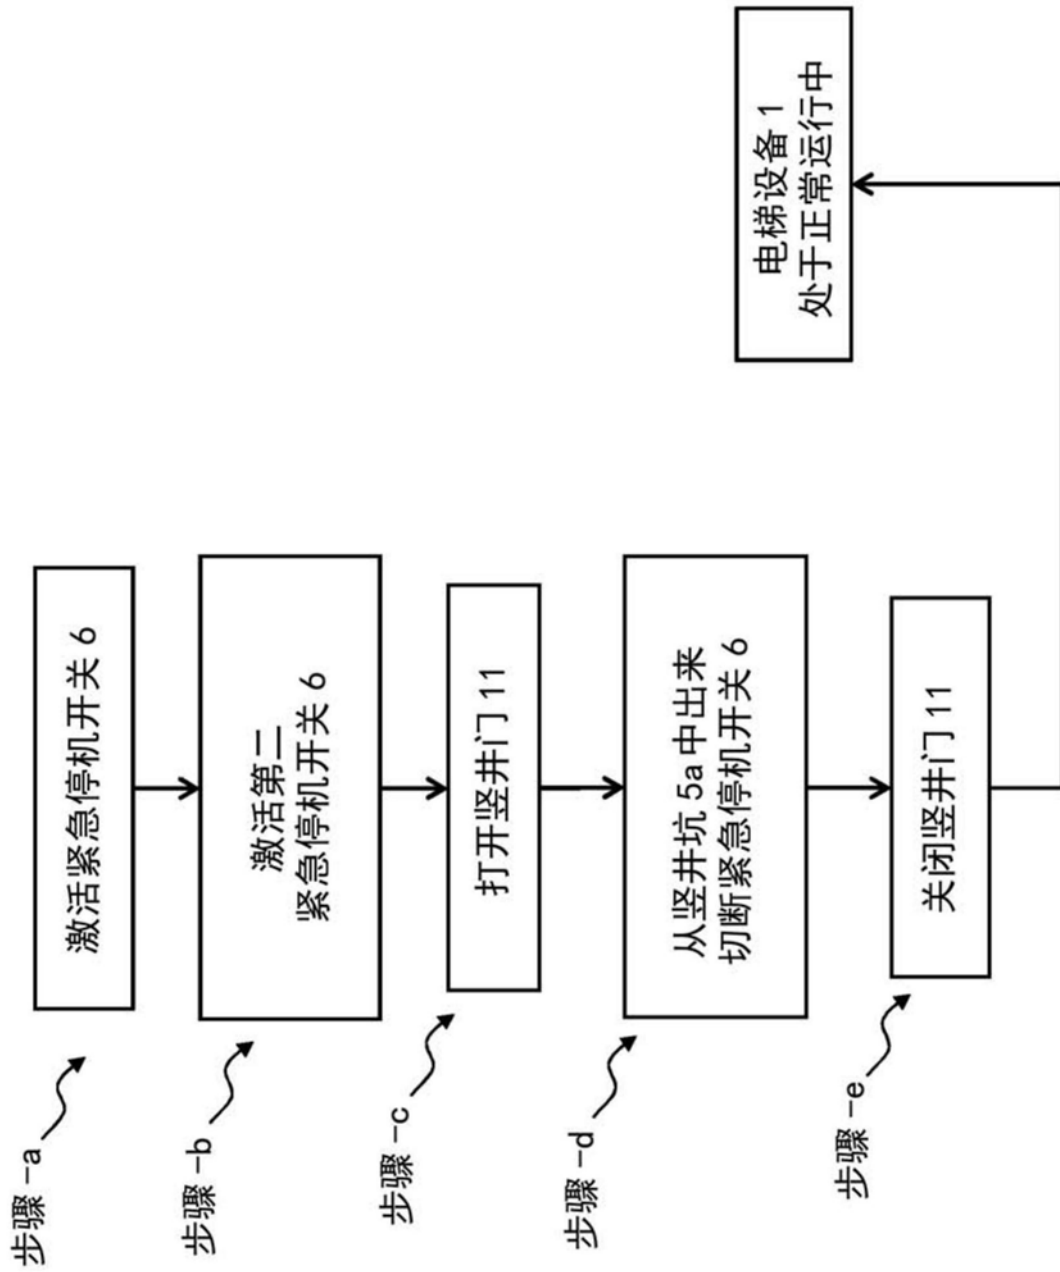 步骤 –a
激活紧急停机开关 6
步骤 –b
激活第二
紧急停机开关 6
步骤 –c
打开竖井门 11
步骤 –d
从竖井坑 5a 中出来
切断紧急停机开关 6
步骤 –e
关闭竖井门 11
电梯设备 1
处于正常运行中